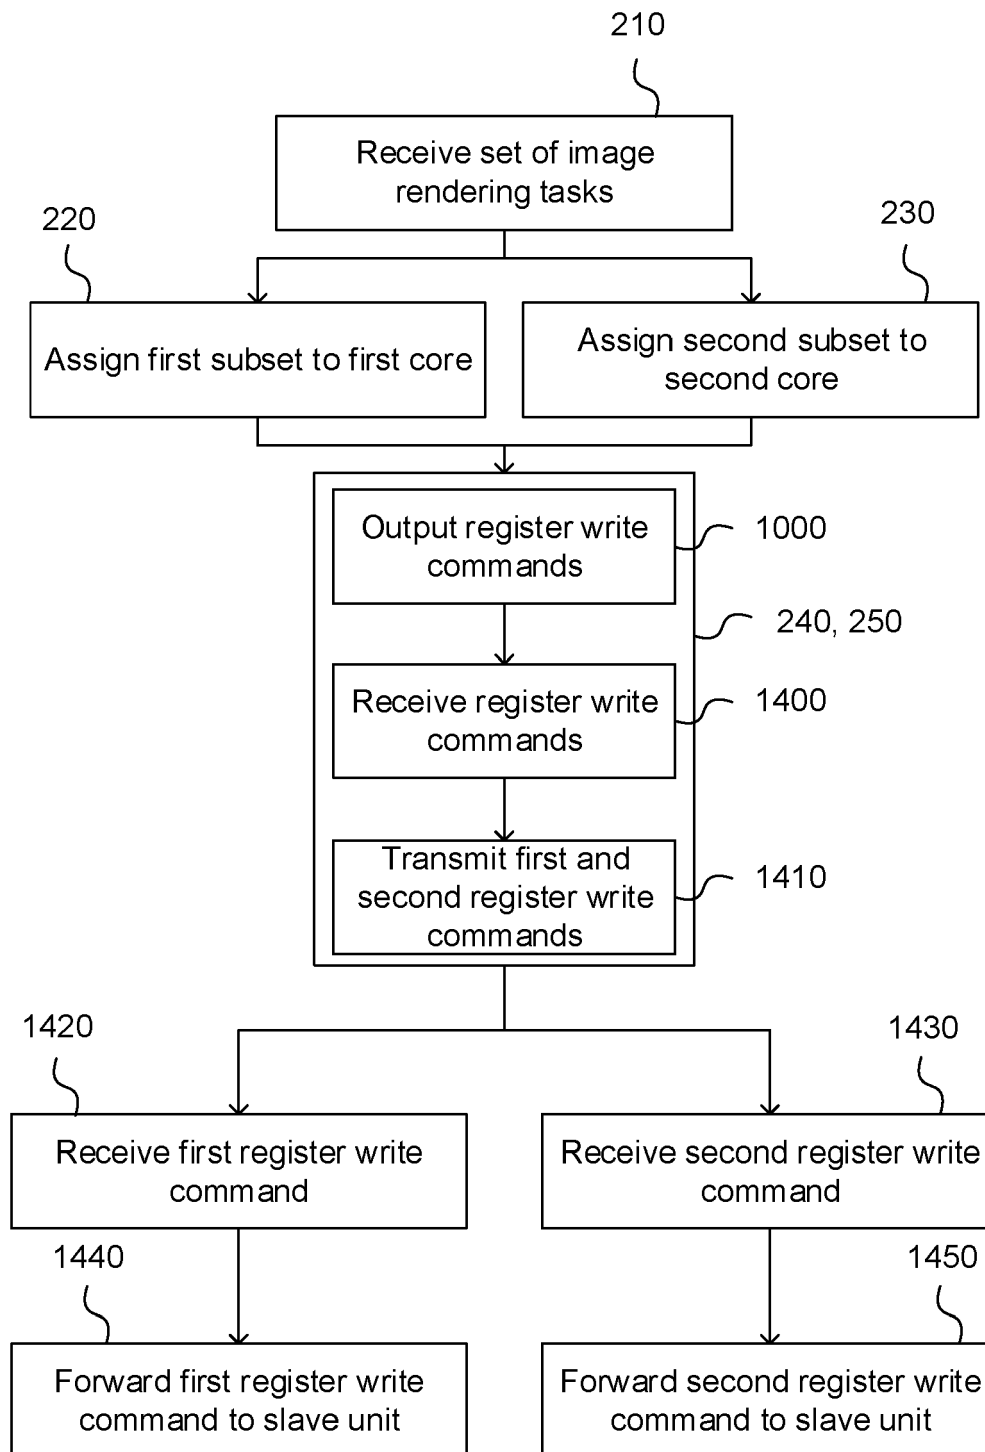 210
Receive set of image
rendering tasks
220
230
Assign first subset to first core
Assign second subset to
second core
Output register write
commands
1000
240, 250
Receive register write
commands
1400
Transmit first and
second register write
commands
1410
1420
1430
Receive first register write
command
Receive second register write
command
1440
1450
Forward first register write
command to slave unit
Forward second register write
command to slave unit